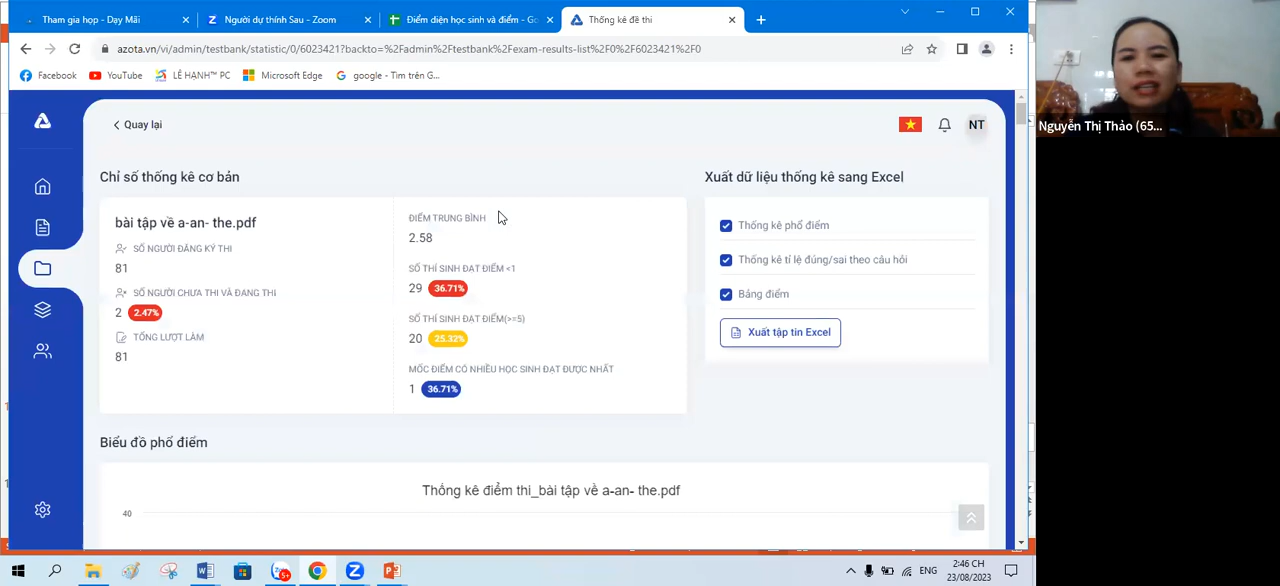 Tham gia họp - Dạy Mãi
Người dự thính Sau - Zoom
Điểm diện học sinh và điểm - Go
Thống kê đề thi
azota.vn/vi/admin/testbank/statistic/0/6023421?backto=%2Fadmin%2Ftestbank%2Fexam-results-list%2F0%2F6023421%2F0
Facebook
YouTube
LÊ HẠNH™ PC
Microsoft Edge
google - Tìm trên G...
Quay lại
NT
Chỉ số thống kê cơ bản
Xuất dữ liệu thống kê sang Excel
bài tập về a-an- the.pdf
SỐ NGƯỜI ĐĂNG KÝ THI
81
SỐ NGƯỜI CHƯA THI VÀ ĐANG THI
2 2.47%
TỔNG LƯỢT LÀM
81
ĐIỂM TRUNG BÌNH
2.58
SỐ THÍ SINH ĐẠT ĐIỂM <1
29 36.71%
SỐ THÍ SINH ĐẠT ĐIỂM(>=5)
20 25.32%
MỐC ĐIỂM CÓ NHIỀU HỌC SINH ĐẠT ĐƯỢC NHẤT
1 36.71%
Thống kê phổ điểm
Thống kê tỉ lệ đúng/sai theo câu hỏi
Bảng điểm
Xuất tập tin Excel
Biểu đồ phổ điểm
Thống kê điểm thi_bài tập về a-an- the.pdf
40
Nguyễn Thị Thảo (65...
ENG
2:46 CH
23/08/2023